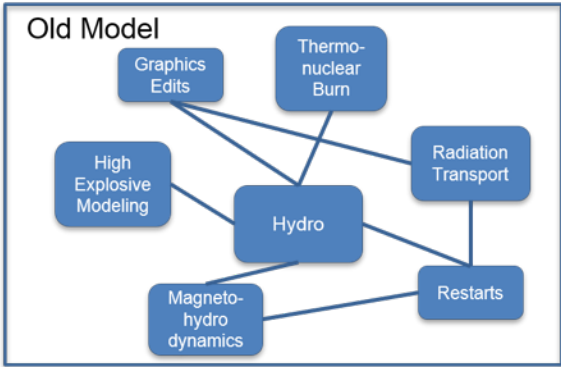 Old Model
Graphics
Edits
Thermo-
nuclear
Burn
High
Explosive
Modeling
Radiation
Transport
Hydro
Magneto-
hydro
dynamics
Restarts